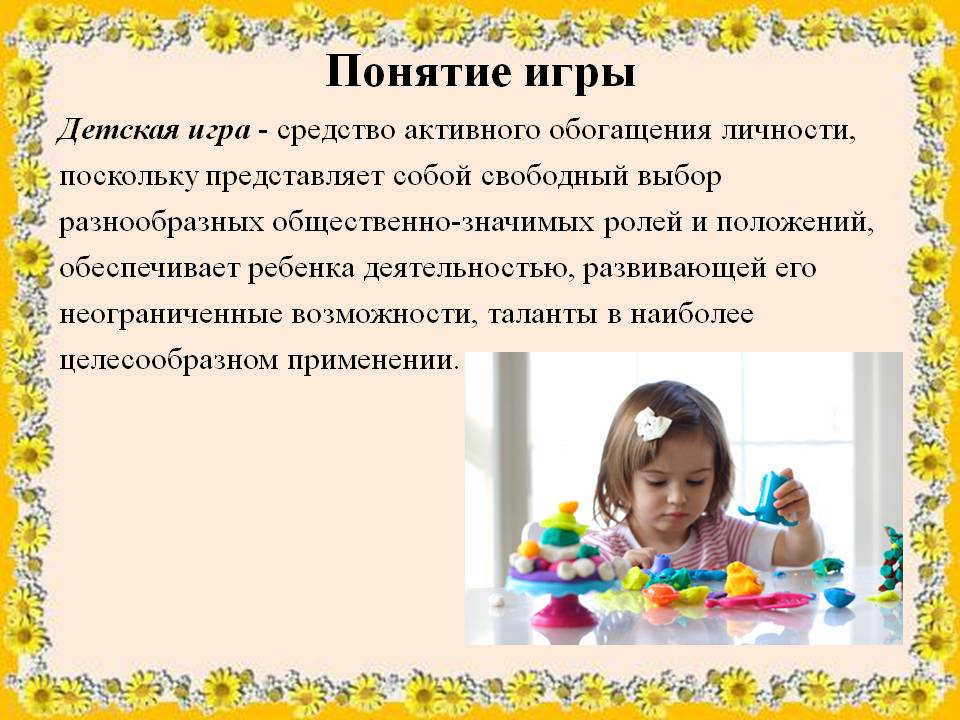 Понятие игры
Детская игра - средство активного обогащения личности,
поскольку представляет собой свободный выбор
разнообразных общественно-значимых ролей и положений,
обеспечивает ребенка деятельностью, развивающей его
неограниченные возможности, таланты в наиболее
целесообразном применении.